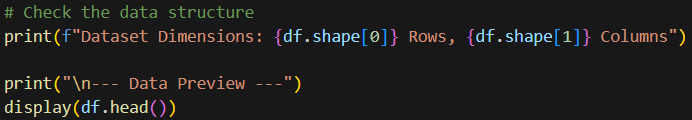 # Check the data structure
print(f"Dataset Dimensions: {df.shape[0]} Rows, {df.shape[1]} Columns")
print("\n--- Data Preview ---")
display(df.head())